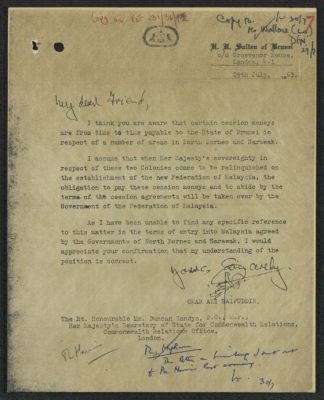 Copy on
Copy to
H. H. Sultan of Brunei
c/o Grosvenor House,
London, W.1
29th July, 1963.
My dear Friend,
I think you are aware that certain cession moneys
are from time to time payable to the State of Brunei in
respect of a number of areas in North Borneo and Sarawak.
I assume that when Her Majesty's sovereignty in
respect of these two Colonies comes to be relinquished on
the establishment of the new Federation of Malaysia, the
obligation to pay these cession moneys and to abide by the
terms of the cession agreements will be taken over by the
Government of the Federation of Malaysia.
As I have been unable to find any specific reference
to this matter in the terms of entry into Malaysia agreed
by the Governments of North Borneo and Sarawak, I would
appreciate your confirmation that my understanding of the
position is correct.
Yours Sincerely.
OMAR ALI SAIFUDDIN.
The Rt. Honourable Mr. Duncan Sandys, P.C., M.P.,
Her Majesty's Secretary of State for Commonwealth Relations,
Commonwealth Relations Office,
London.
30/7